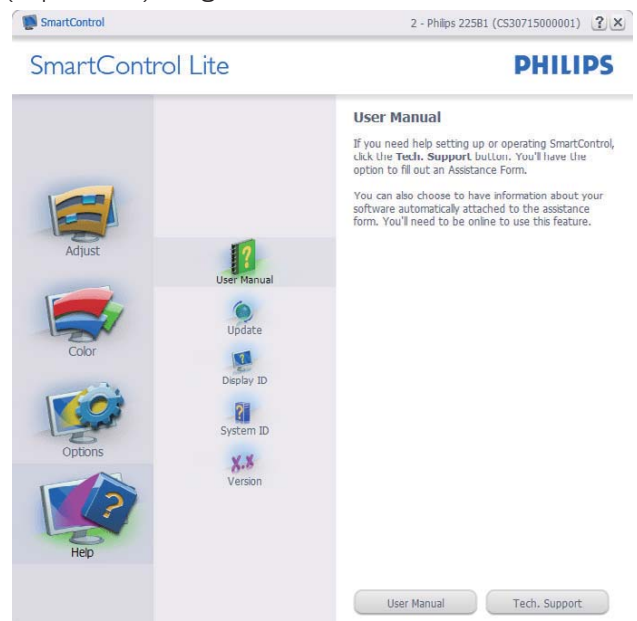 SmartControl
2 - Philips 225B1 (CS30715000001)
SmartControl Lite
PHILIPS
Adjust
Color
Options
Help
User Manual
Update
Display ID
System ID
X.X
Version
User Manual
If you need help setting up or operating SmartControl,
click the Tech. Support button. You'll have the
option to fill out an Assistance Form.
You can also choose to have information about your
software automatically attached to the assistance
form. You'll need to be online to use this feature.
User Manual
Tech. Support